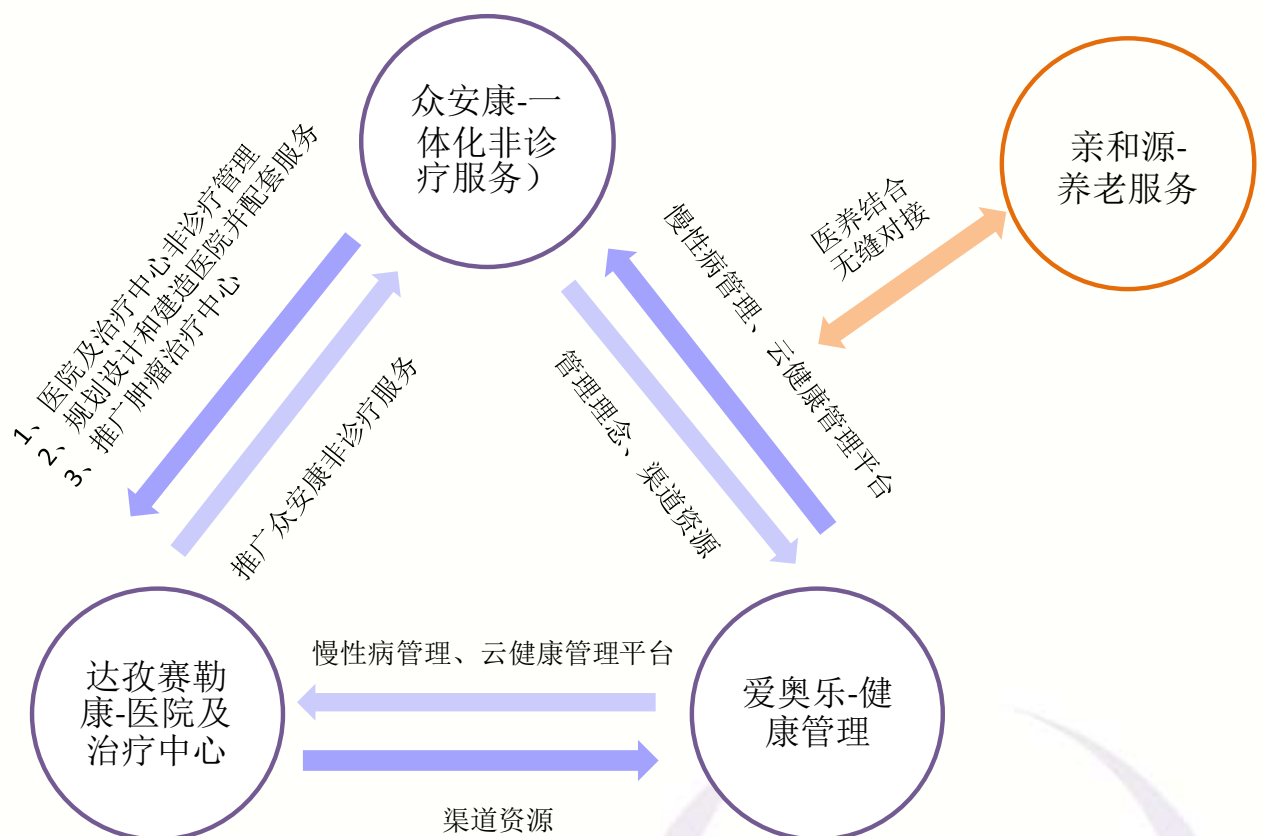 众安康-一
体化非诊
疗服务）
亲和源-
养老服务
1、医院及治疗中心非诊疗管理
2、规划设计和建造医院并配套服务
3、推广肿瘤治疗中心
推广众安康非诊疗服务
慢性病管理、云健康管理平台
管理理念、渠道资源
医养结合
无缝对接
达孜赛勒
康-医院及
治疗中心
慢性病管理、云健康管理平台
渠道资源
爱奥乐-健
康管理